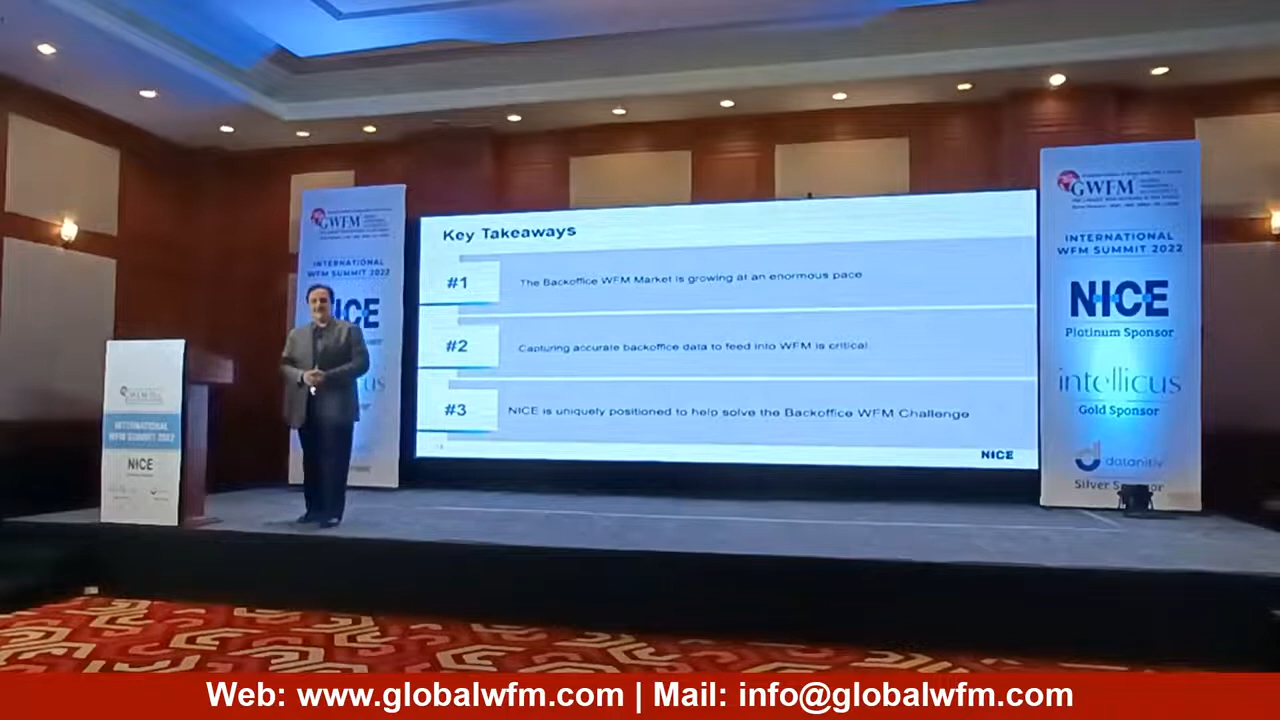 GWFM
INTERNATIONAL
WFM SUMMIT 2022
NICE
INTERNATIONAL
WFM SUMMIT 2022
NICE
Key Takeaways
#1
The Backoffice WFM Market is growing at an enormous pace
#2
Capturing accurate backoffice data to feed into WFM is critical.
#3
NICE is uniquely positioned to help solve the Backoffice WFM Challenge
NICE
GWFM
INTERNATIONAL
WFM SUMMIT 2022
NICE
Platinum Sponsor
intellicus
Gold Sponsor
datanitiv
Silver Sponsor
Web: www.globalwfm.com | Mail: info@globalwfm.com